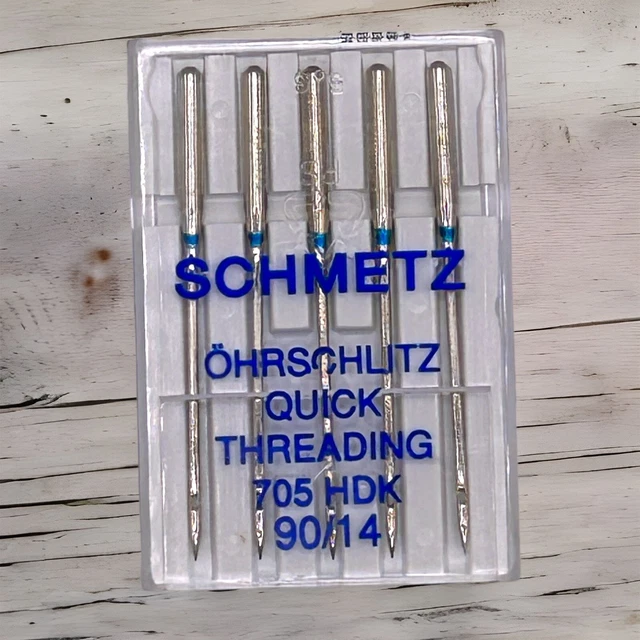 SCHMETZ
ÖHRSCHLITZ
QUICK
THREADING
705 HDK
90/14